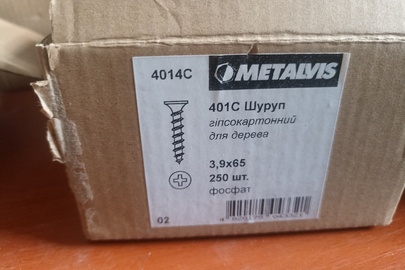 4014C METALVIS
401C Шуруп
гіпсокартонний
для дерева
3,9x65
250 шт.
фосфат
02